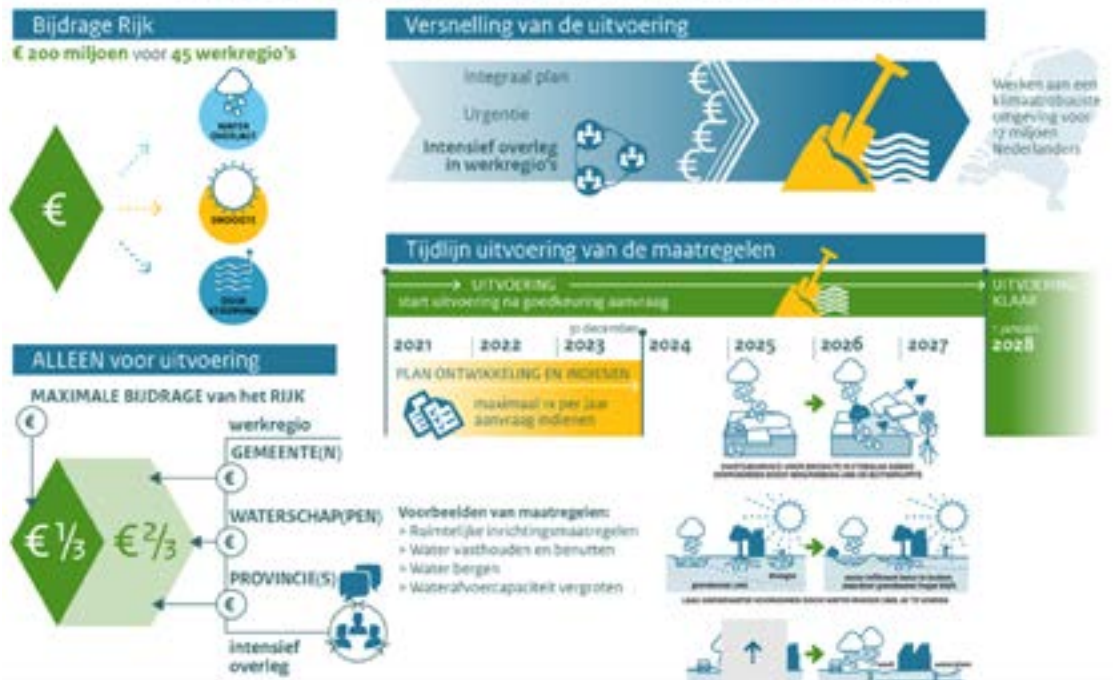 Bijdrage Rijk
€ 200 miljoen voor 45 werkregio's
€
WATER
OVERLAST
DROOGTE
OVER
STROMING
ALLEEN voor uitvoering
MAXIMALE BIJDRAGE van het RIJK
€
€ 1/3
€ 2/3
werkregio
GEMEENTE(N)
€
WATERSCHAP(PEN)
€
PROVINCIE(S)
€
intensief
overleg
Versnelling van de uitvoering
Integraal plan
Urgentie
Intensief overleg
in werkregio's
€
€
€
€
Werken aan een
klimaatrobuuste
omgeving voor
17 miljoen
Nederlanders
Tijdlijn uitvoering van de maatregelen
UITVOERING
start uitvoering na goedkeuring aanvraag
UITVOERING
KLAAR
1 januari
2028
31 december
2021 2022 2023 2024 2025 2026 2027
PLAN ONTWIKKELING EN INDIENEN
maximaal 1x per jaar
aanvraag indienen
Voorbeelden van maatregelen:
» Ruimtelijke inrichtingsmaatregelen
» Water vasthouden en benutten
» Water bergen
» Waterafvoercapaciteit vergroten